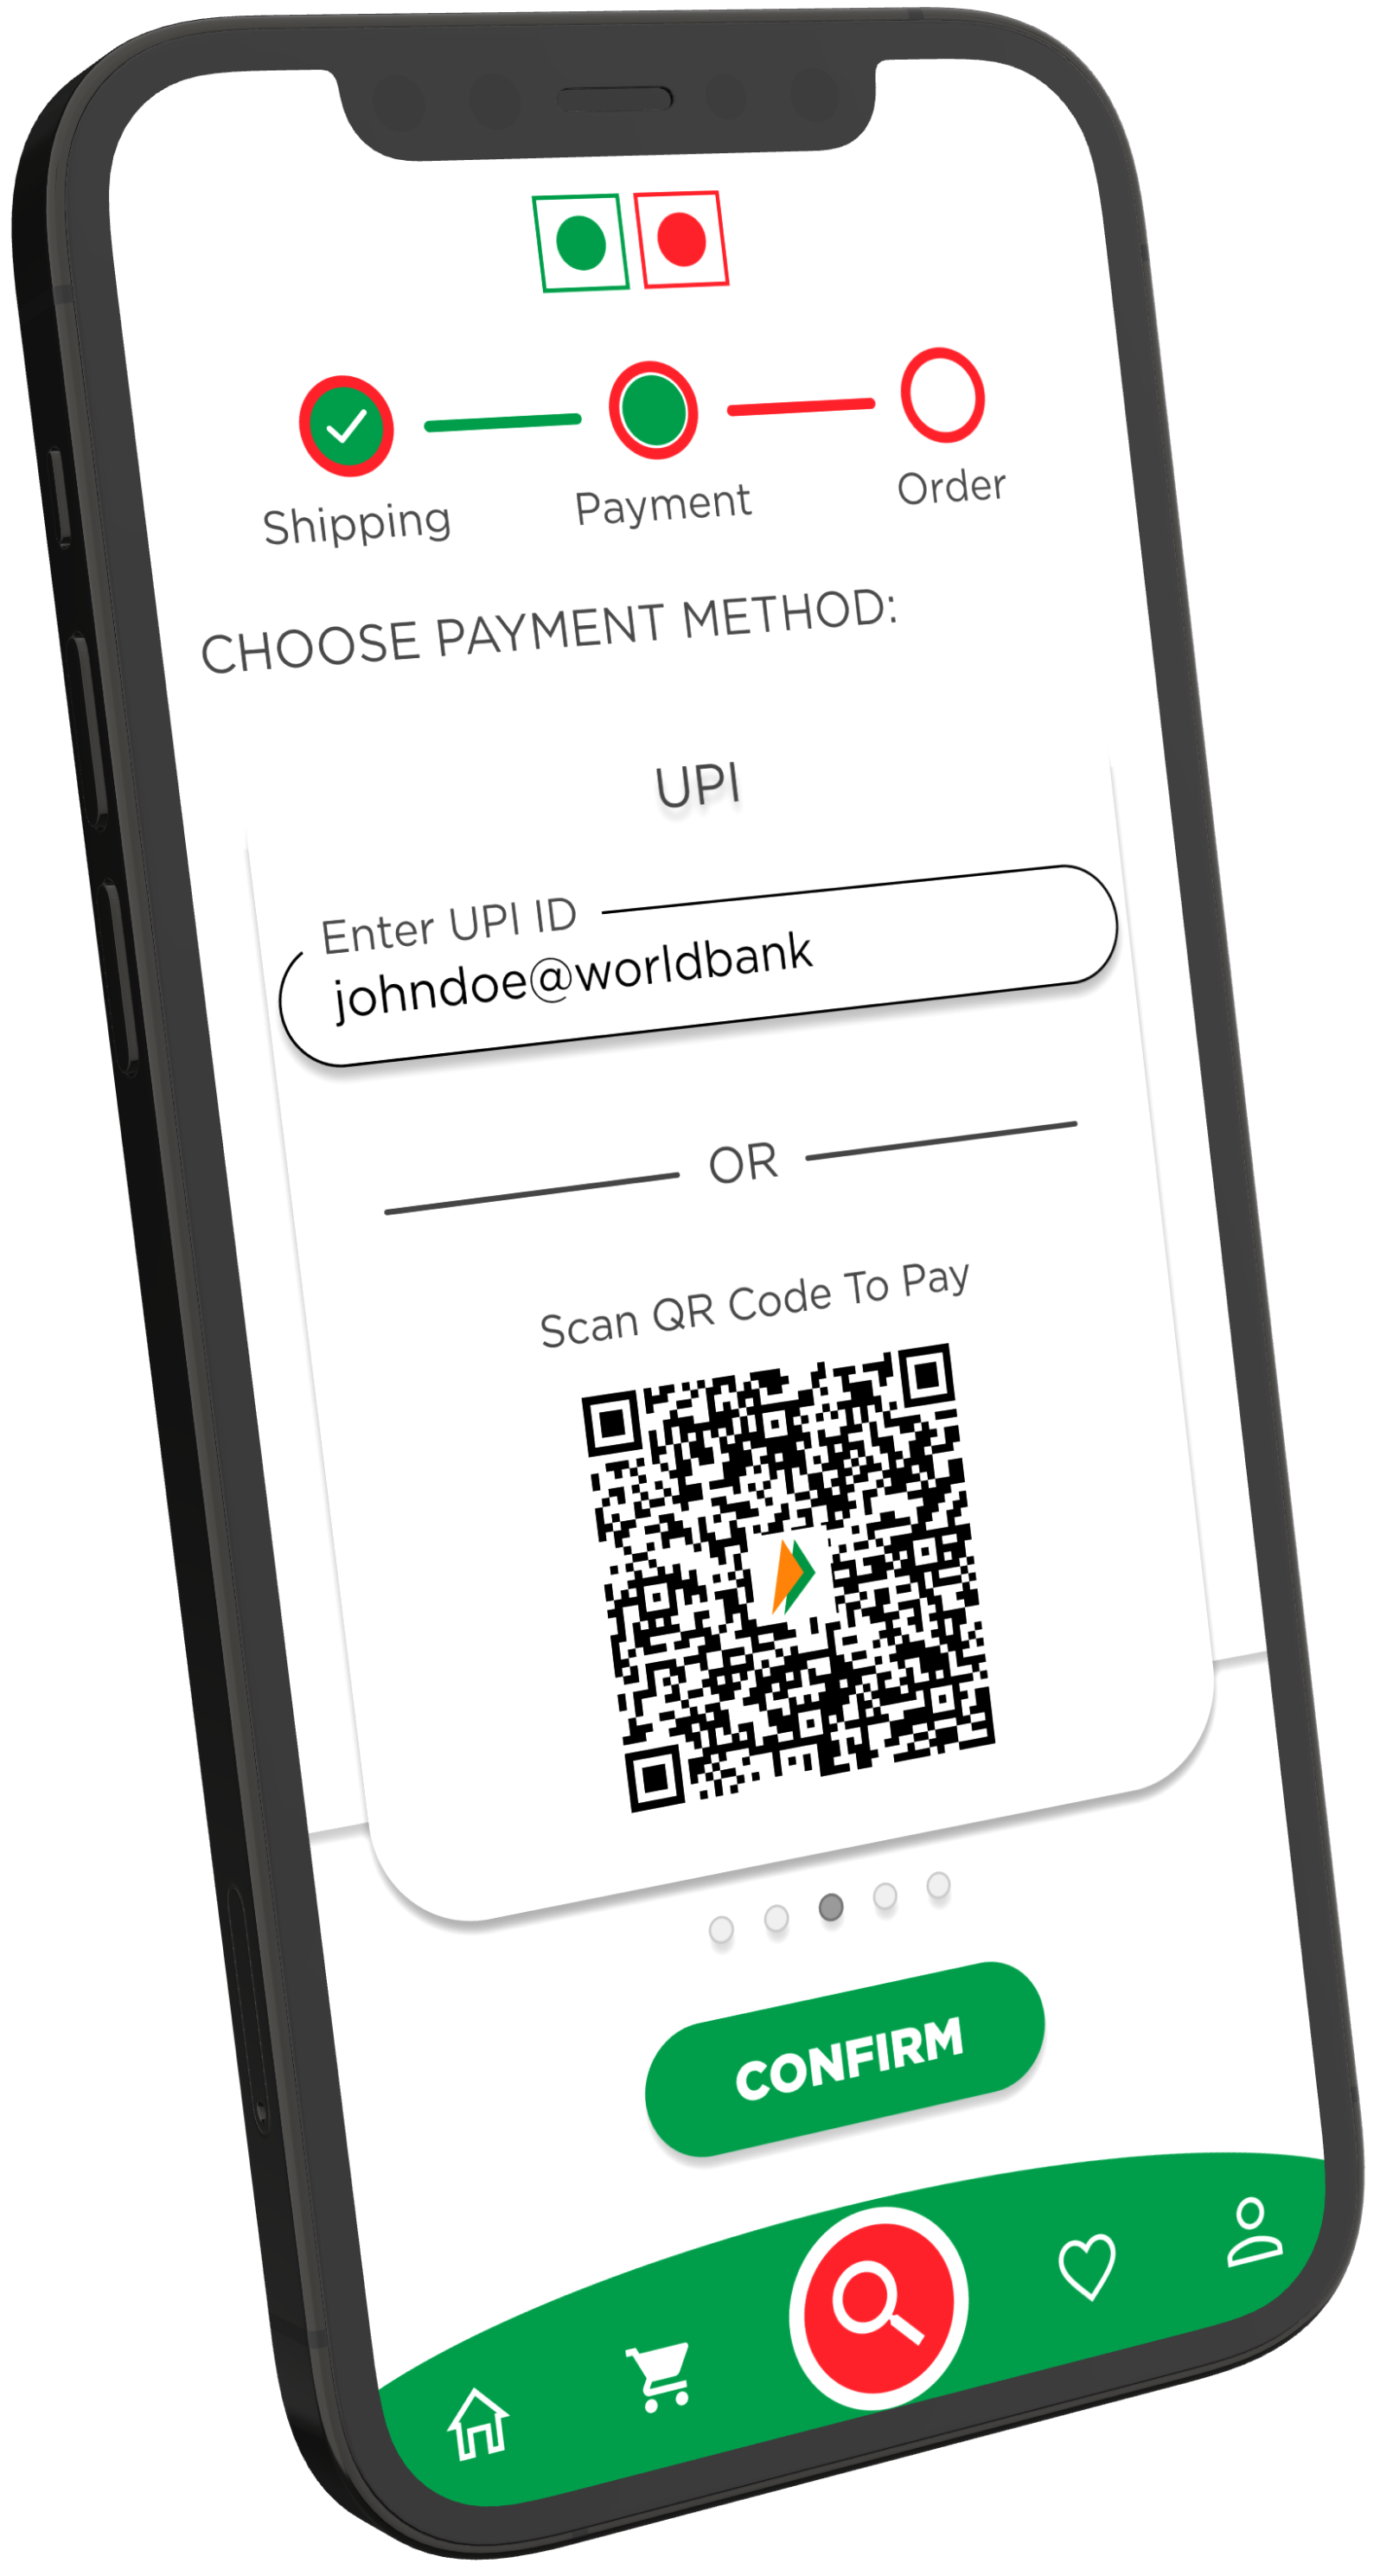 Shipping
Payment
Order
CHOOSE PAYMENT METHOD:
UPI
Enter UPI ID
johndoe@worldbank
OR
Scan QR Code To Pay
CONFIRM